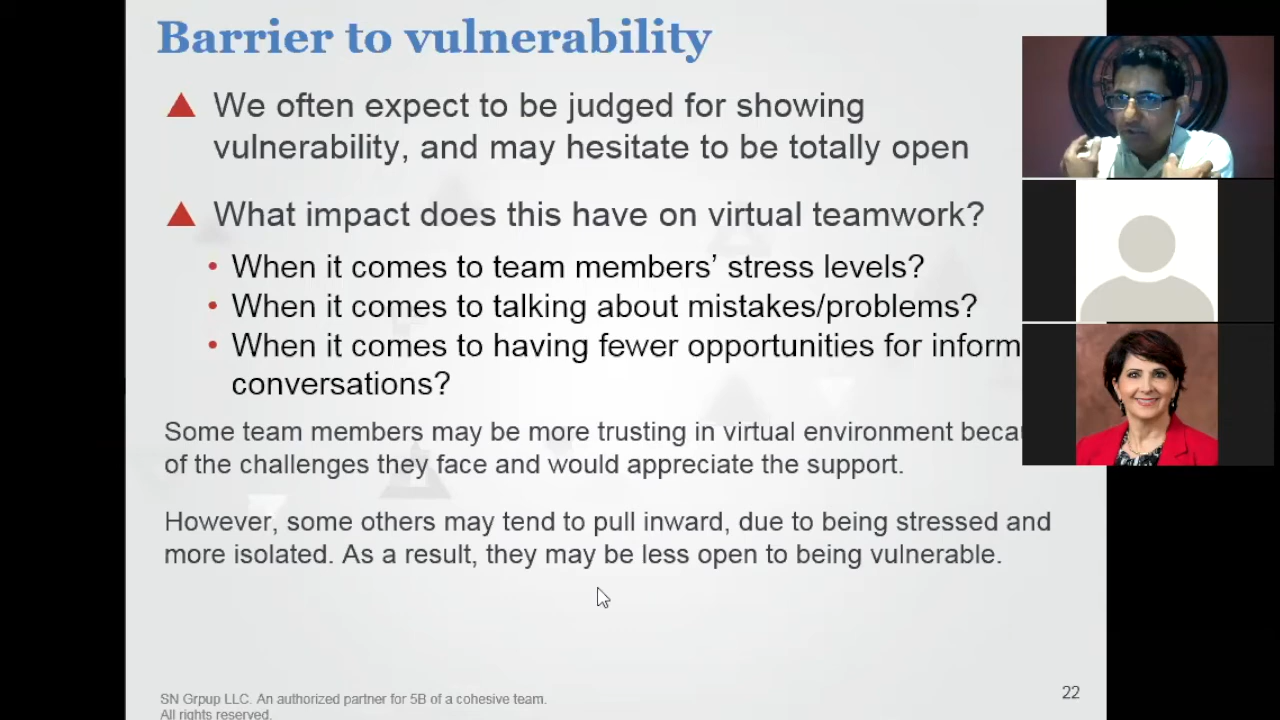 Barrier to vulnerability
We often expect to be judged for showing
vulnerability, and may hesitate to be totally open
What impact does this have on virtual teamwork?
• When it comes to team members’ stress levels?
• When it comes to talking about mistakes/problems?
• When it comes to having fewer opportunities for inform
conversations?
Some team members may be more trusting in virtual environment becau
of the challenges they face and would appreciate the support.
However, some others may tend to pull inward, due to being stressed and
more isolated. As a result, they may be less open to being vulnerable.
SN Grpup LLC. An authorized partner for 5B of a cohesive team.
All rights reserved.
22